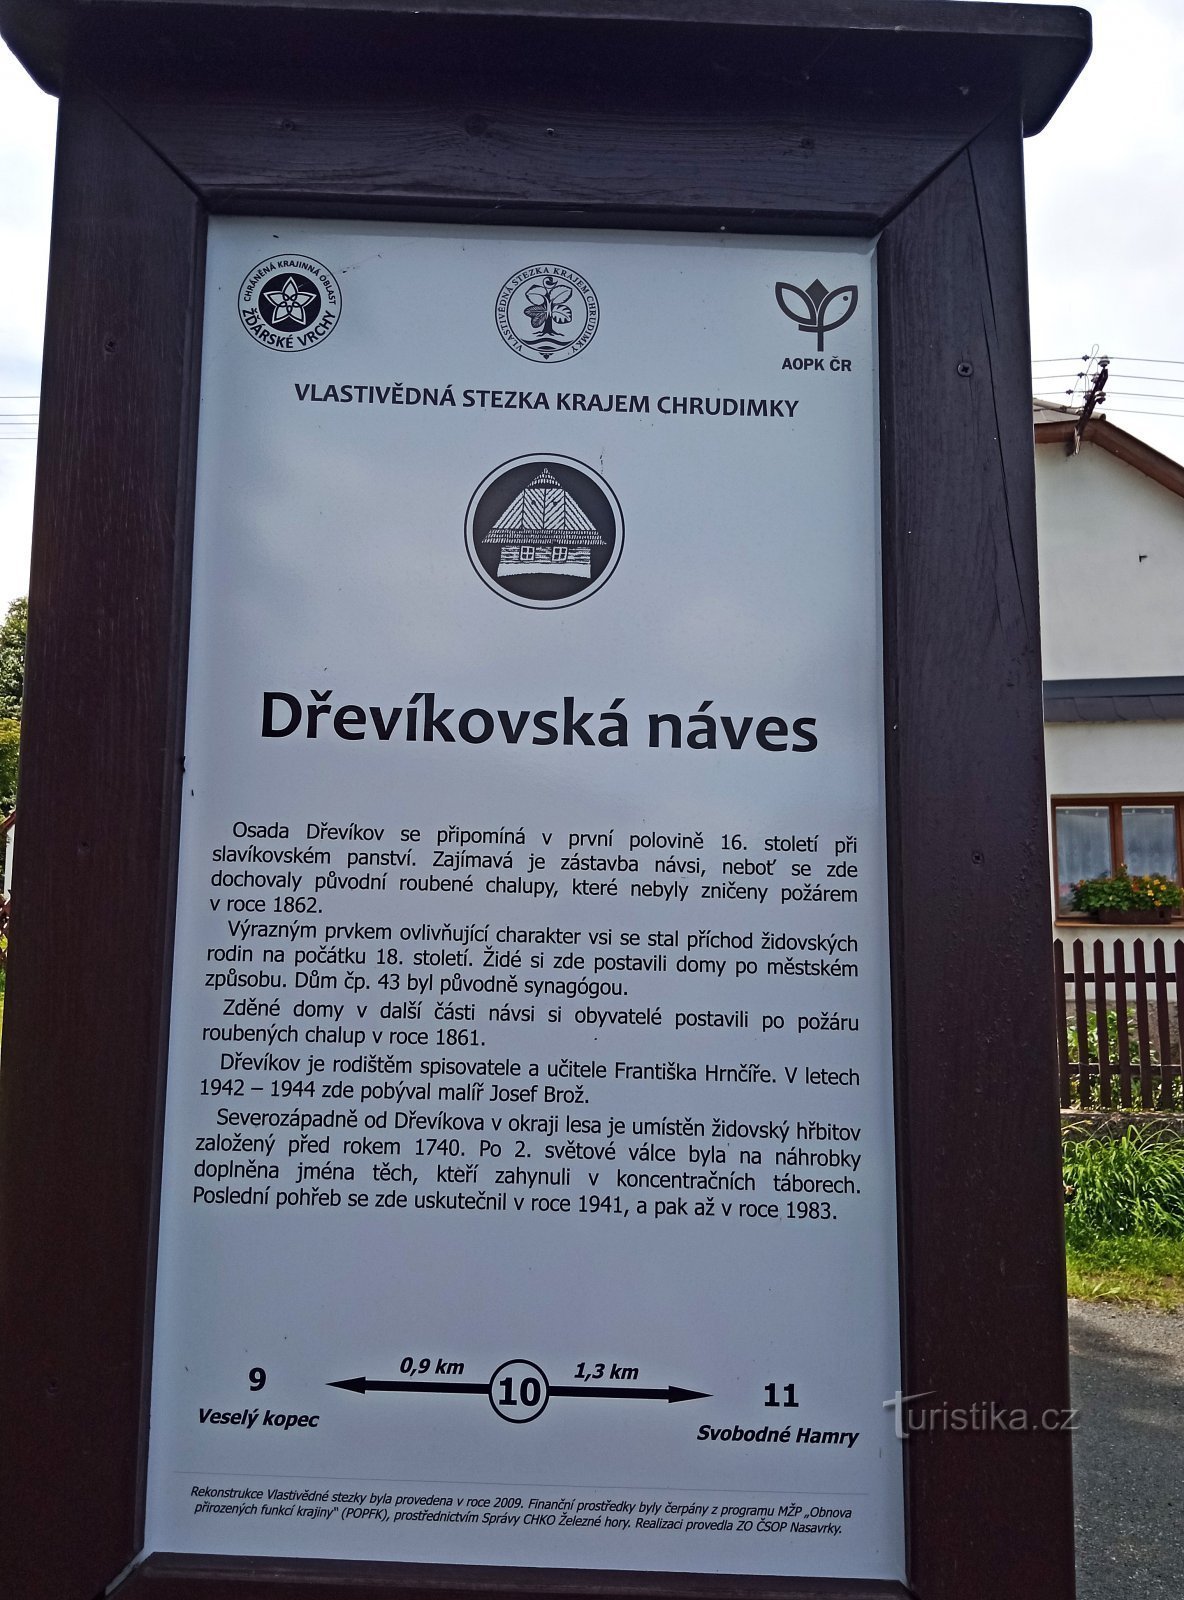 CHRÁNĚNÁ KRAJINNÁ OBLAST
ŽĎÁRSKÉ VRCHY
VLASTIVĚDNÁ STEZKA KRAJEM CHRUDIMKY
AOPK ČR
VLASTIVĚDNÁ STEZKA KRAJEM CHRUDIMKY
Dřevíkovská náves
Osada Dřevíkov se připomíná v první polovině 16. století při
slavíkovském panství. Zajímavá je zástavba návsi, neboť se zde
dochovaly původní roubené chalupy, které nebyly zničeny požárem
v roce 1862.
Výrazným prvkem ovlivňující charakter vsi se stal příchod židovských
rodin na počátku 18. století. Židé si zde postavili domy po městském
způsobu. Dům čp. 43 byl původně synagógou.
Zděné domy v další části návsi si obyvatelé postavili po požáru
roubených chalup v roce 1861.
Dřevíkov je rodištěm spisovatele a učitele Františka Hrnčíře. V letech
1942 – 1944 zde pobýval malíř Josef Brož.
Severozápadně od Dřevíkova v okraji lesa je umístěn židovský hřbitov
založený před rokem 1740. Po 2. světové válce byla na náhrobky
doplněna jména těch, kteří zahynuli v koncentračních táborech.
Poslední pohřeb se zde uskutečnil v roce 1941, a pak až v roce 1983.
0,9 km 1,3 km
9 10 11
Veselý kopec Svobodné Hamry
Rekonstrukce Vlastivědné stezky byla provedena v roce 2009. Finanční prostředky byly čerpány z programu MŽP „Obnova
přirozených funkcí krajiny“ (POPFK), prostřednictvím Správy CHKO Železné hory. Realizaci provedla ZO ČSOP Nasavrky.
Turistika.cz